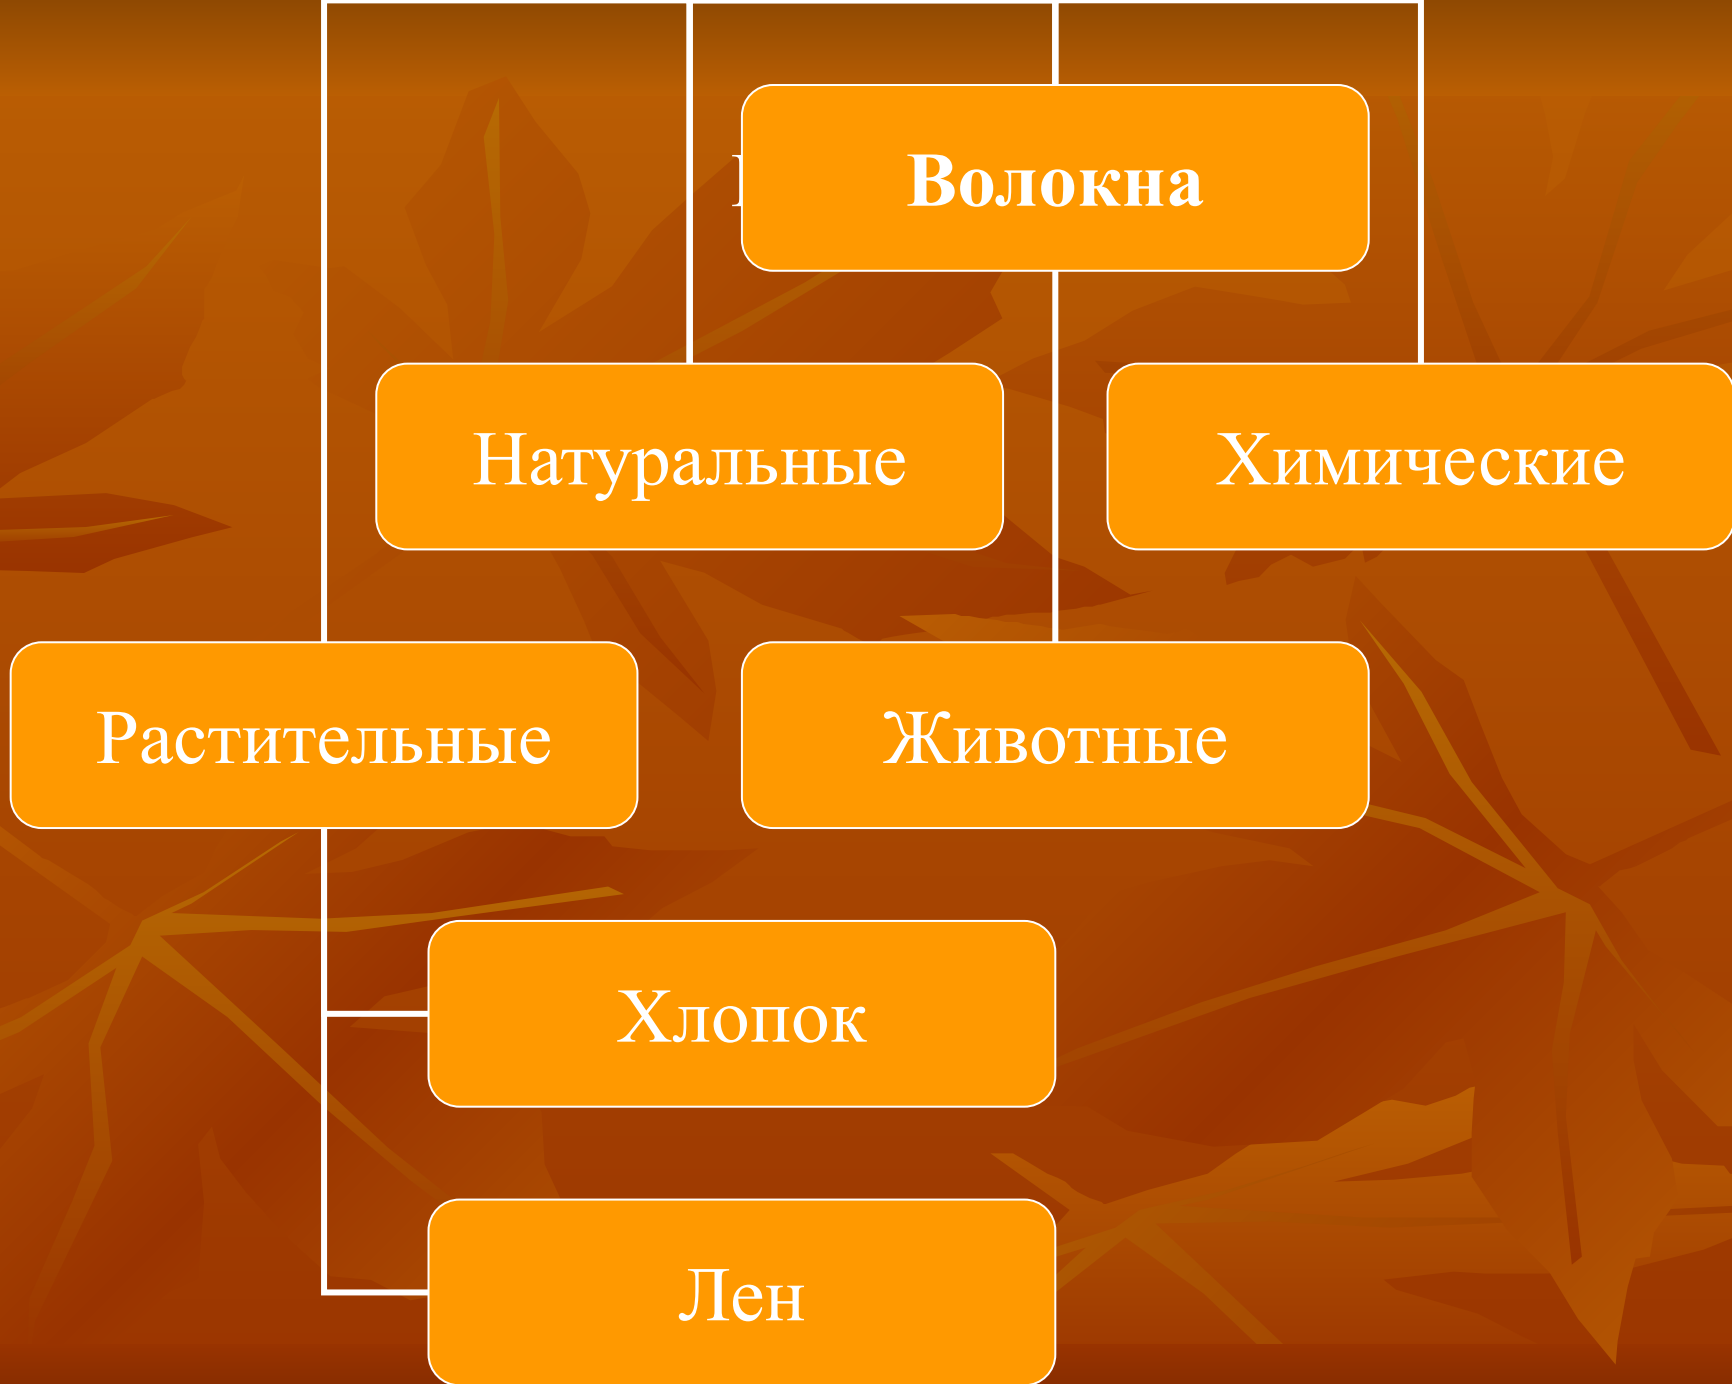 Волокна
Натуральные
Химические
Растительные
Животные
Хлопок
Лен